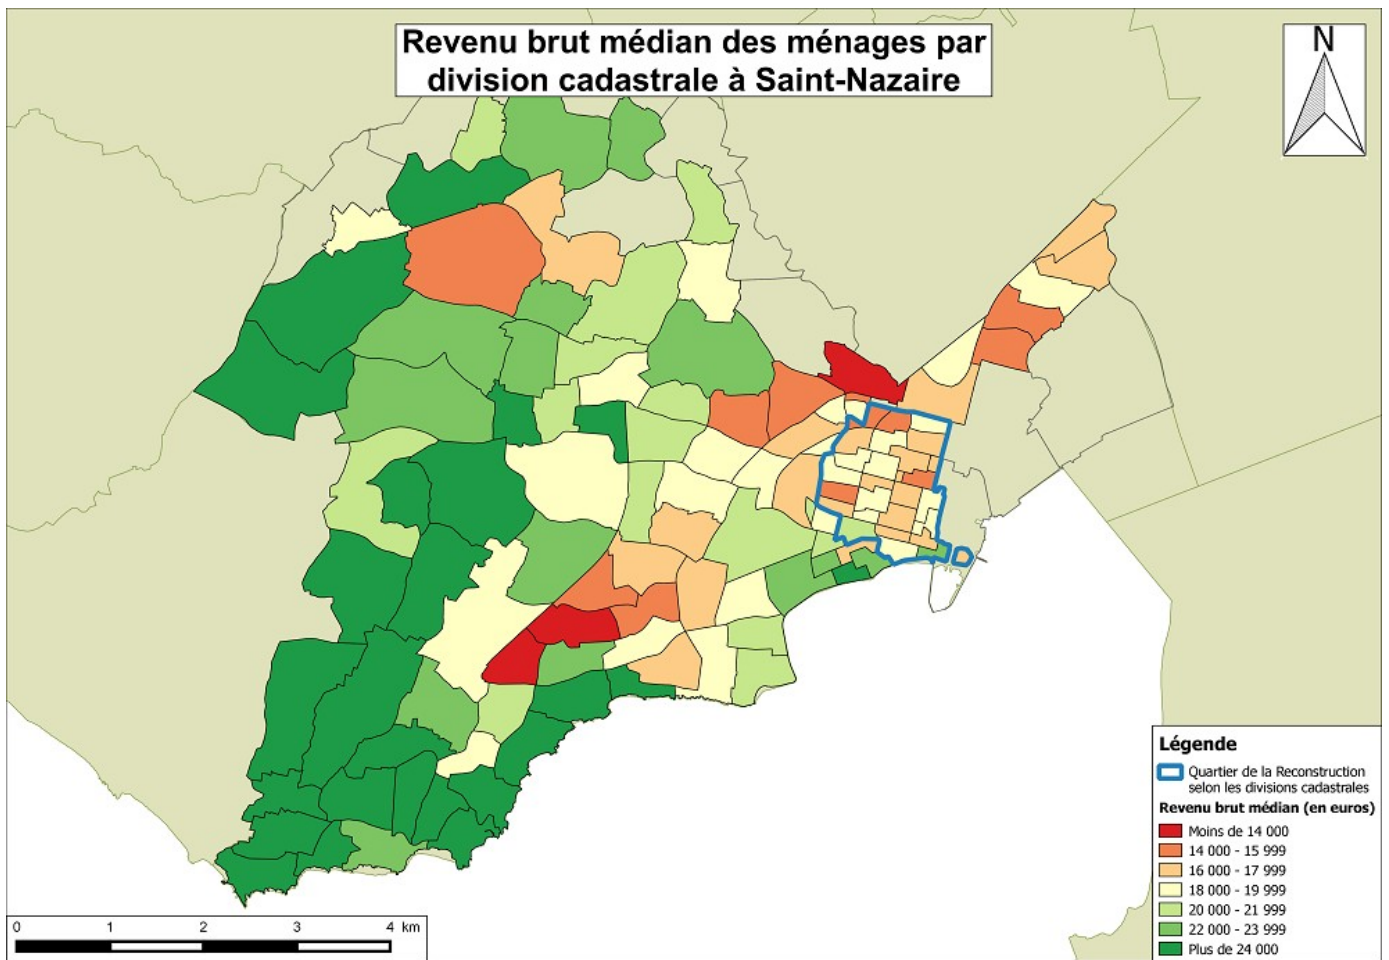 Revenu brut médian des ménages par
division cadastrale à Saint-Nazaire
N
Légende
Quartier de la Reconstruction
selon les divisions cadastrales
Revenu brut médian (en euros)
Moins de 14 000
14 000 - 15 999
16 000 - 17 999
18 000 - 19 999
20 000 - 21 999
22 000 - 23 999
Plus de 24 000
0 1 2 3 4 km